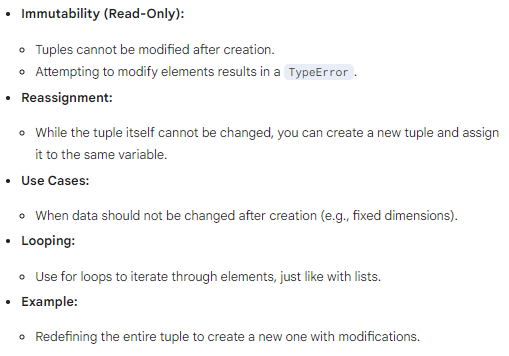 Immutability (Read-Only):
Tuples cannot be modified after creation.
Attempting to modify elements results in a TypeError.
Reassignment:
While the tuple itself cannot be changed, you can create a new tuple and assign
it to the same variable.
Use Cases:
When data should not be changed after creation (e.g., fixed dimensions).
Looping:
Use for loops to iterate through elements, just like with lists.
Example:
Redefining the entire tuple to create a new one with modifications.